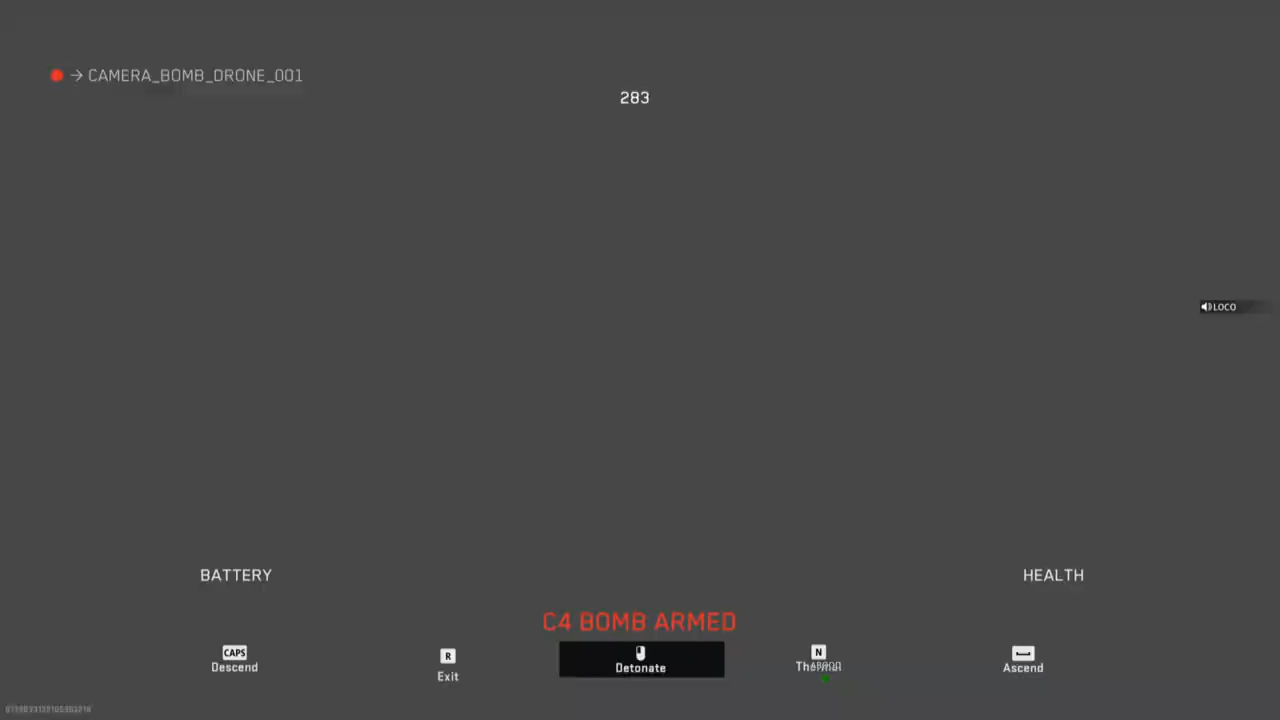 → CAMERA_BOMB_DRONE_001
283
LOCO
BATTERY
HEALTH
C4 BOMB ARMED
CAPS
Descend
R
Exit
Detonate
N
Ascend